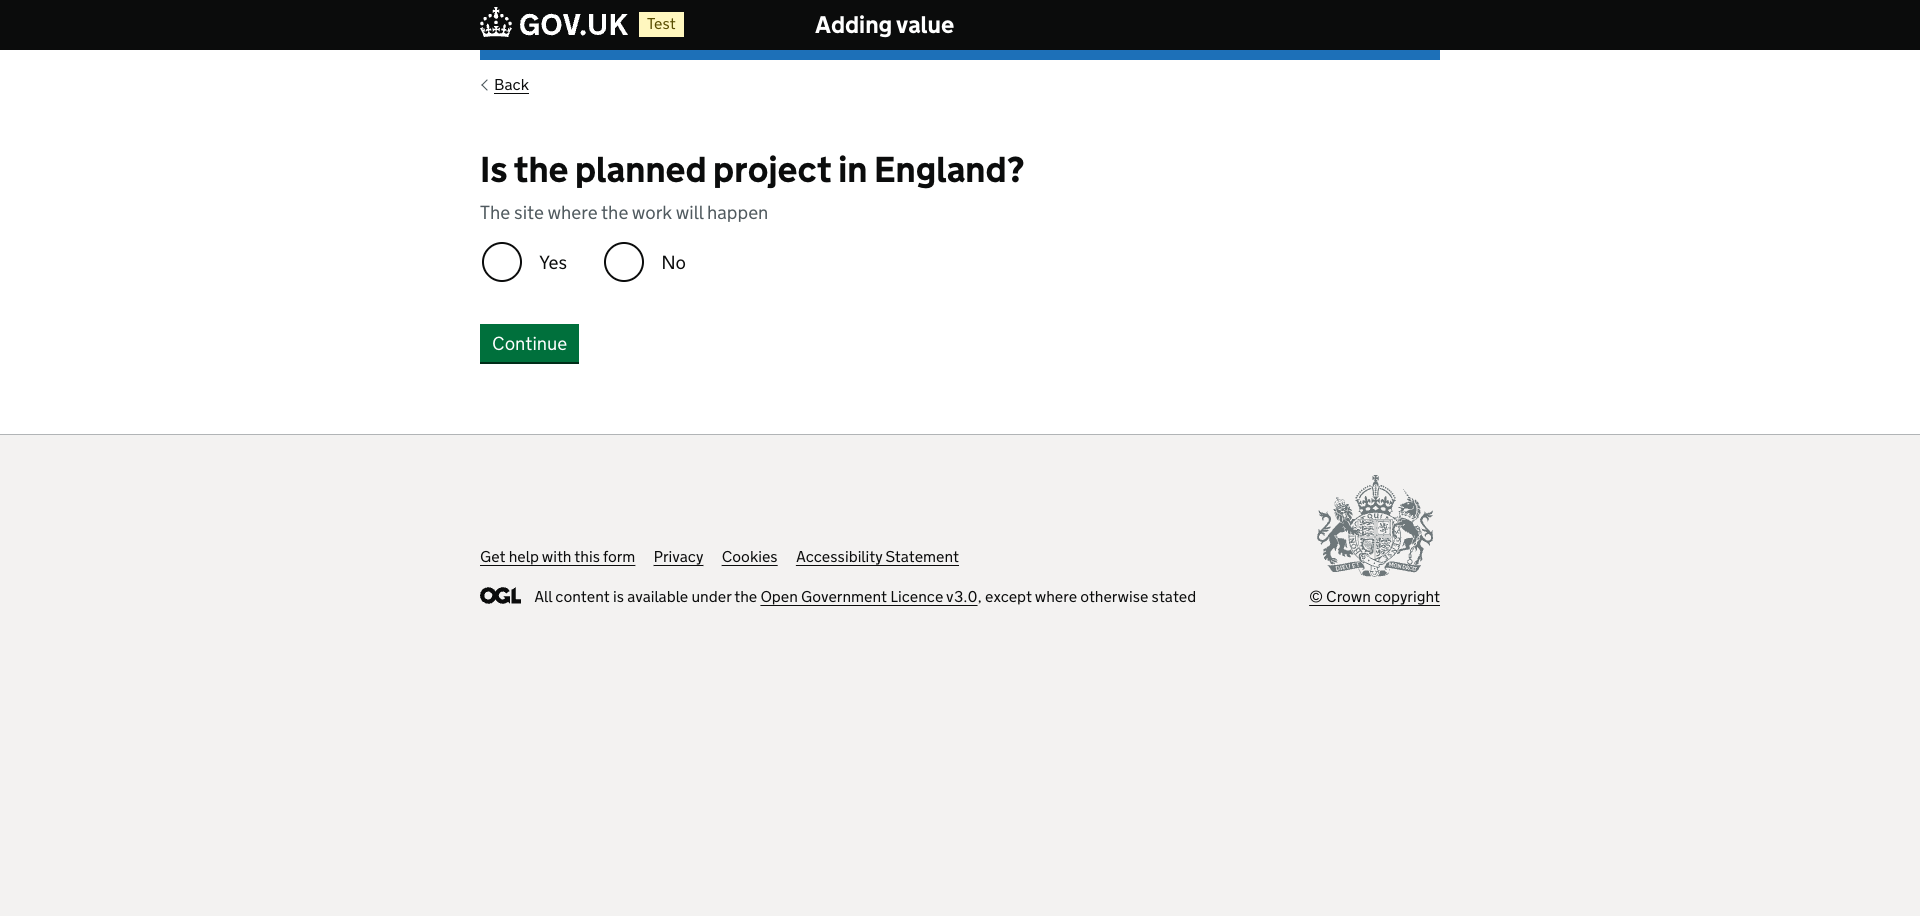 GOV.UK Test Adding value
Back
Is the planned project in England?
The site where the work will happen
Yes No
Continue
Get help with this form Privacy Cookies Accessibility Statement
OGL All content is available under the Open Government Licence v3.0, except where otherwise stated
© Crown copyright